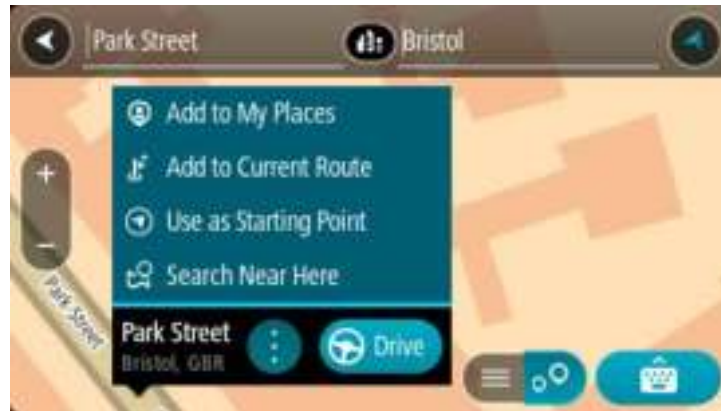 Park Street Bristol
Add to My Places
Add to Current Route
Use as Starting Point
Search Near Here
Park Street
Bristol, GBR
Drive
Park Street